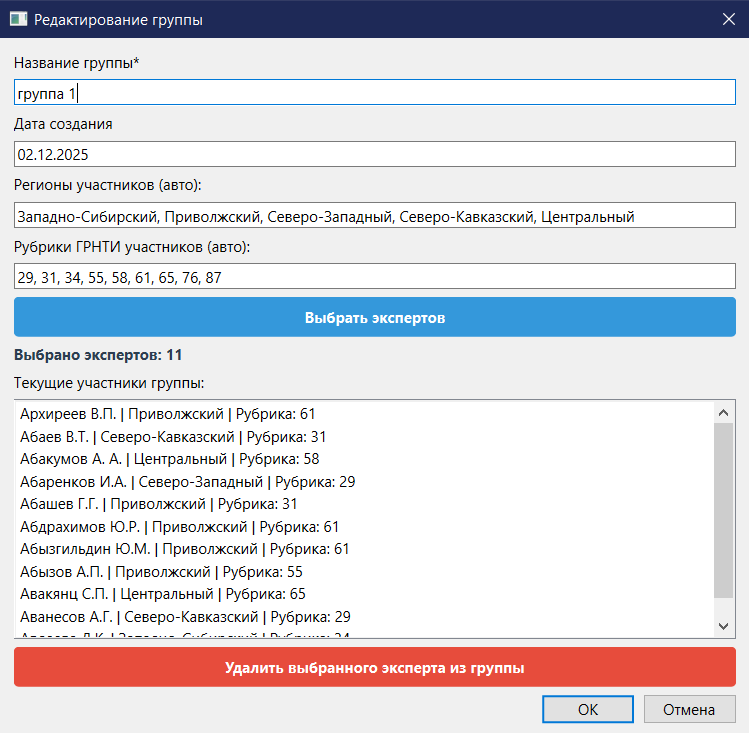 Редактирование группы
Название группы*
группа 1
Дата создания
02.12.2025
Регионы участников (авто):
Западно-Сибирский, Приволжский, Северо-Западный, Северо-Кавказский, Центральный
Рубрики ГРНТИ участников (авто):
29, 31, 34, 55, 58, 61, 65, 76, 87
Выбрать экспертов
Выбрано экспертов: 11
Текущие участники группы:
Архиреев В.П. | Приволжский | Рубрика: 61
Абаев В.Т. | Северо-Кавказский | Рубрика: 31
Абакумов А. А. | Центральный | Рубрика: 58
Абаренков И.А. | Северо-Западный | Рубрика: 29
Абашев Г.Г. | Приволжский | Рубрика: 31
Абдрахимов Ю.Р. | Приволжский | Рубрика: 61
Абызгильдин Ю.М. | Приволжский | Рубрика: 61
Абызов А.П. | Приволжский | Рубрика: 55
Авакянц С.П. | Центральный | Рубрика: 65
Аванесов А.Г. | Северо-Кавказский | Рубрика: 29
| Западно-Сибирский | Рубрика: 34
Удалить выбранного эксперта из группы
ОК
Отмена